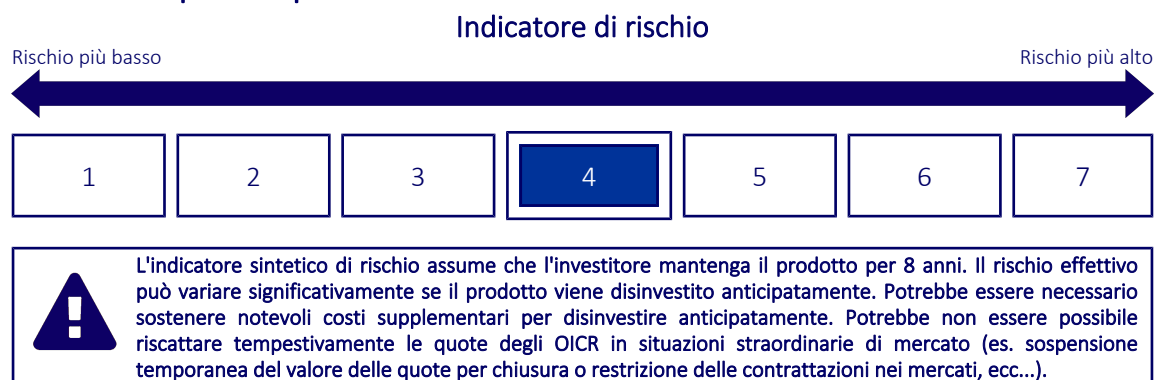 Indicatore di rischio
Rischio più basso
Rischio più alto
1
2
3
4
5
6
7
L'indicatore sintetico di rischio assume che l'investitore mantenga il prodotto per 8 anni. Il rischio effettivo
può variare significativamente se il prodotto viene disinvestito anticipatamente. Potrebbe essere necessario
sostenere notevoli costi supplementari per disinvestire anticipatamente. Potrebbe non essere possibile
riscattare tempestivamente le quote degli OICR in situazioni straordinarie di mercato (es. sospensione
temporanea del valore delle quote per chiusura o restrizione delle contrattazioni nei mercati, ecc...).